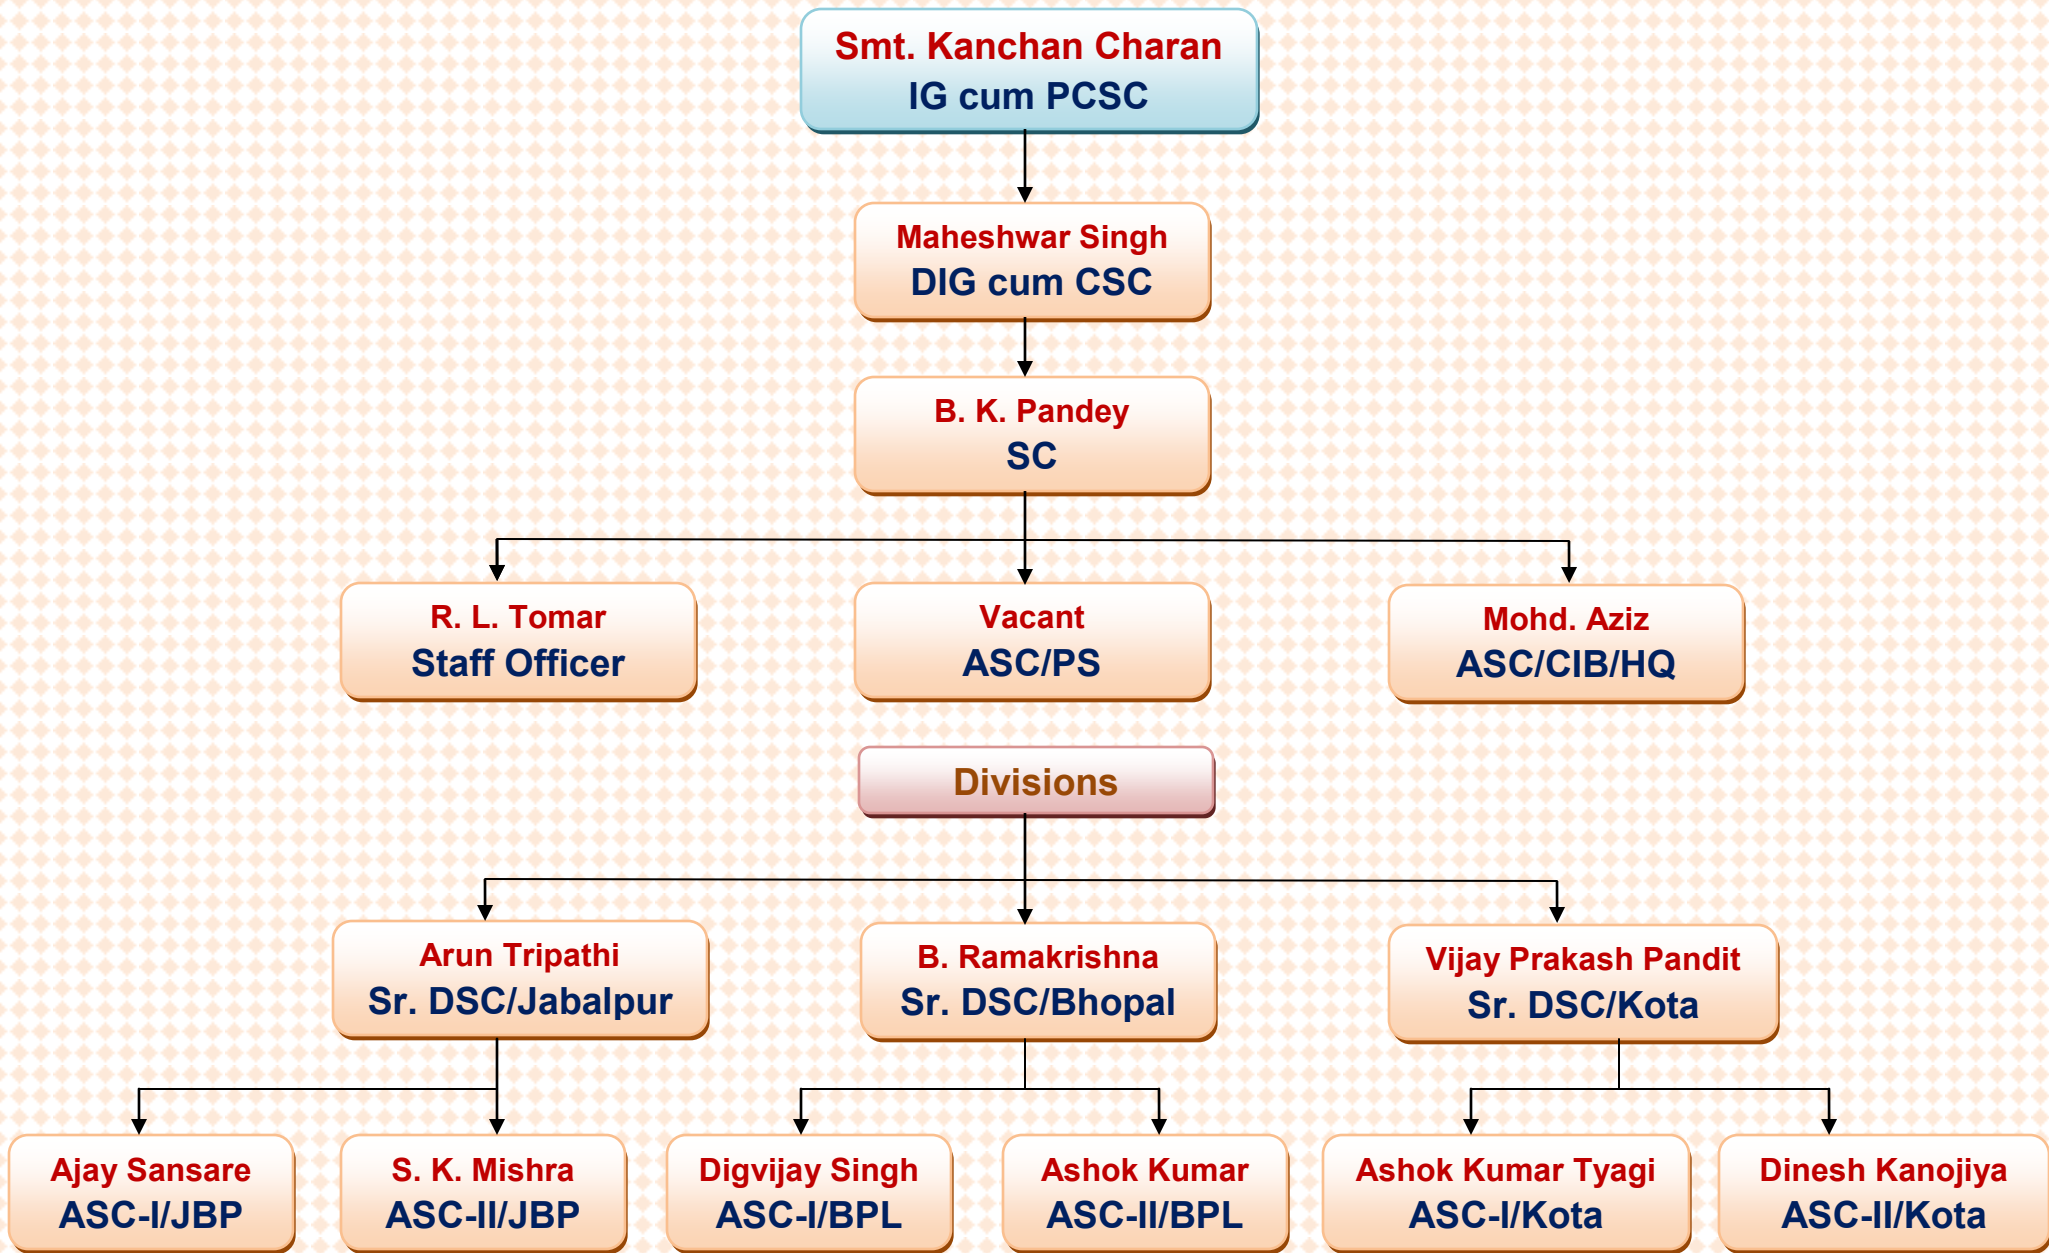 Smt. Kanchan Charan
IG cum PCSC
Maheshwar Singh
DIG cum CSC
B. K. Pandey
SC
R. L. Tomar
Staff Officer
Vacant
ASC/PS
Mohd. Aziz
ASC/CIB/HQ
Divisions
Arun Tripathi
Sr. DSC/Jabalpur
B. Ramakrishna
Sr. DSC/Bhopal
Vijay Prakash Pandit
Sr. DSC/Kota
Ajay Sansare
ASC-I/JBP
S. K. Mishra
ASC-II/JBP
Digvijay Singh
ASC-I/BPL
Ashok Kumar
ASC-II/BPL
Ashok Kumar Tyagi
ASC-I/Kota
Dinesh Kanojiya
ASC-II/Kota